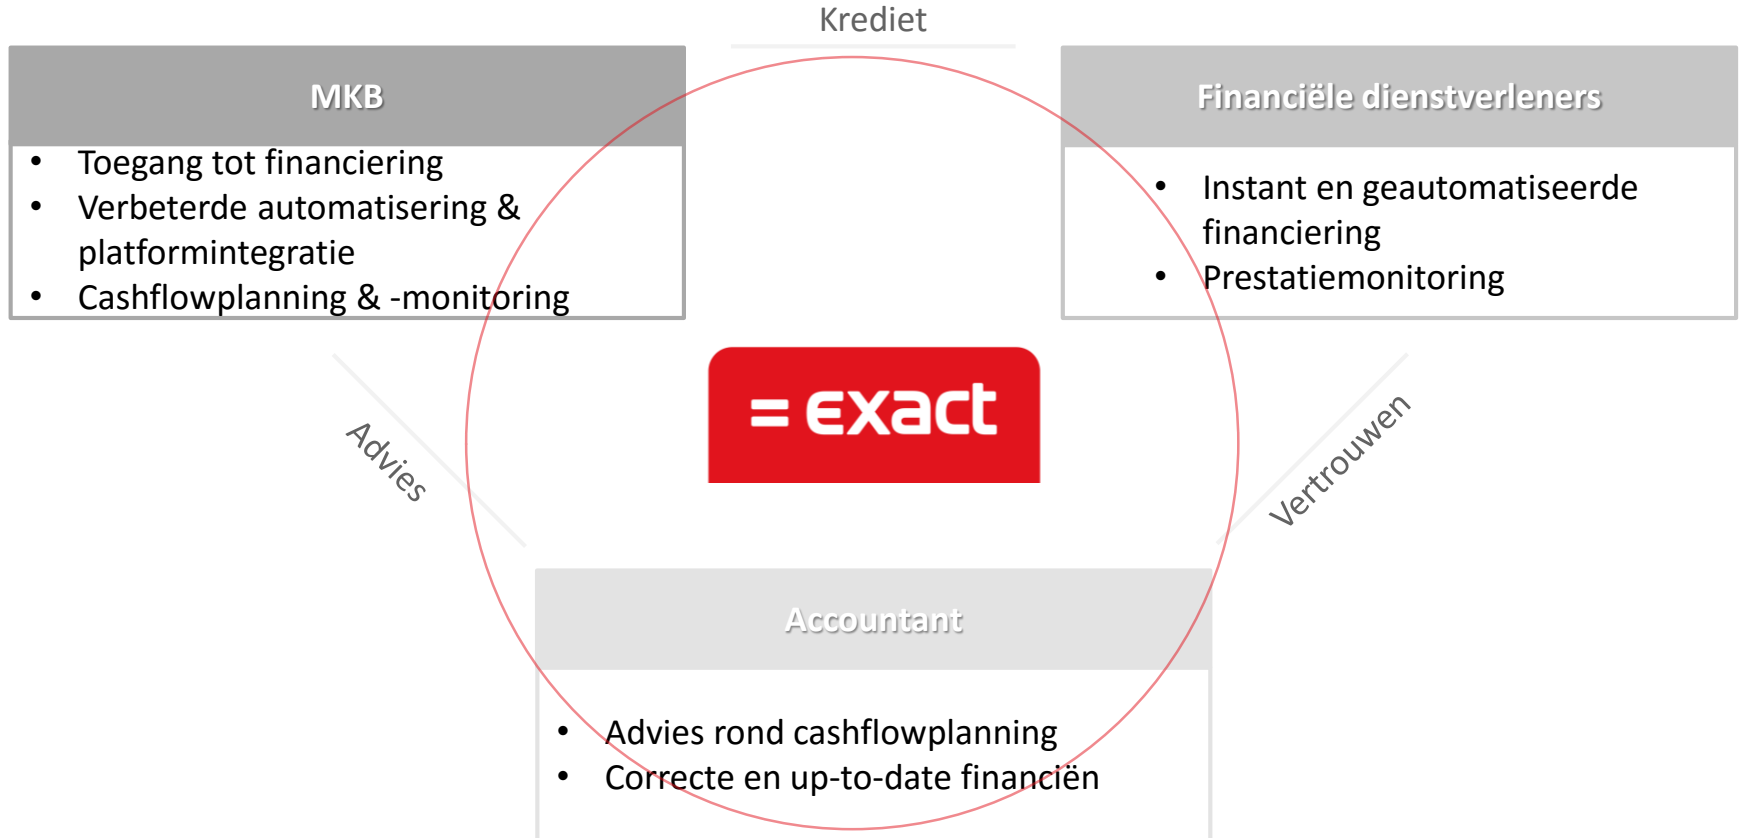 Krediet
MKB
• Toegang tot financiering
• Verbeterde automatisering &
platformintegratie
• Cashflowplanning & -monitoring
Financiële dienstverleners
• Instant en geautomatiseerde
financiering
• Prestatiemonitoring
= exact
Advies
Vertrouwen
Accountant
• Advies rond cashflowplanning
• Correcte en up-to-date financiën